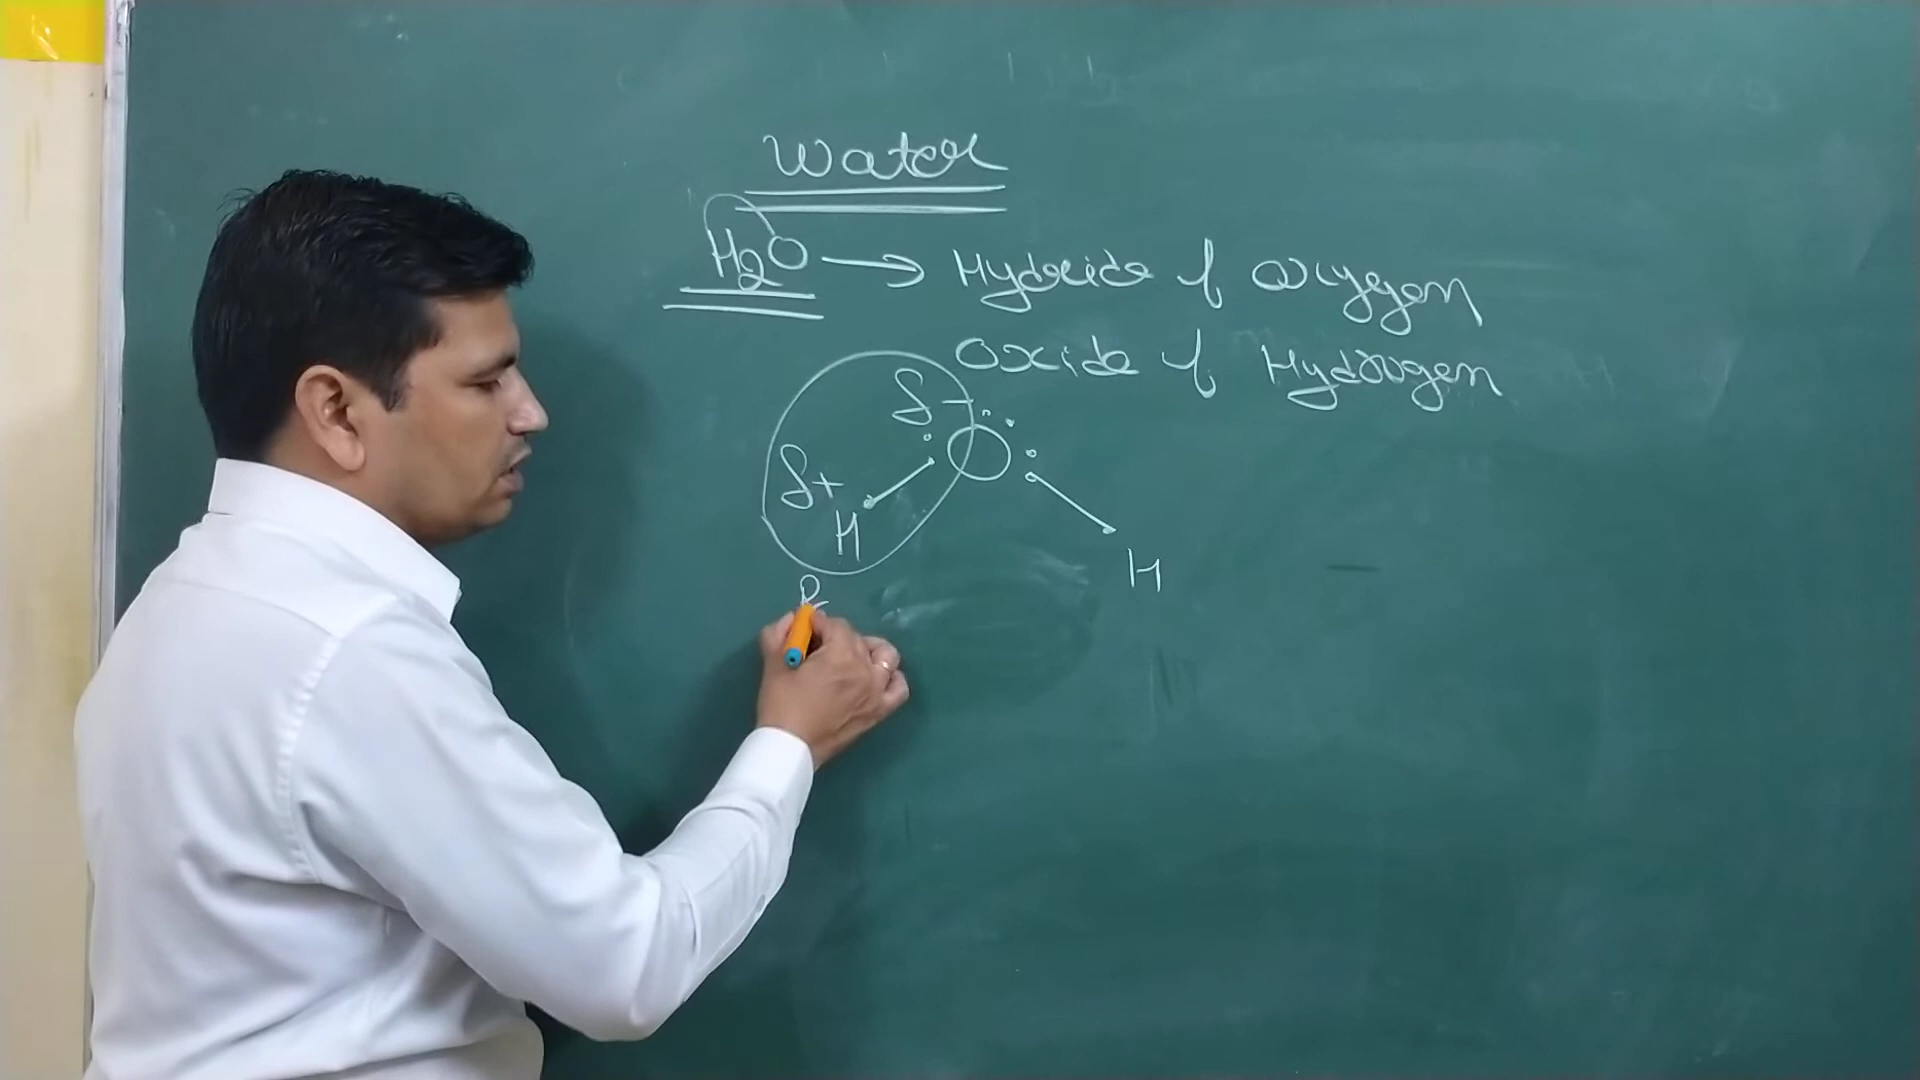 Water
H2O → Hydride of Oxygen
Oxide of Hydrogen
δ-
δ+ O
H H
P